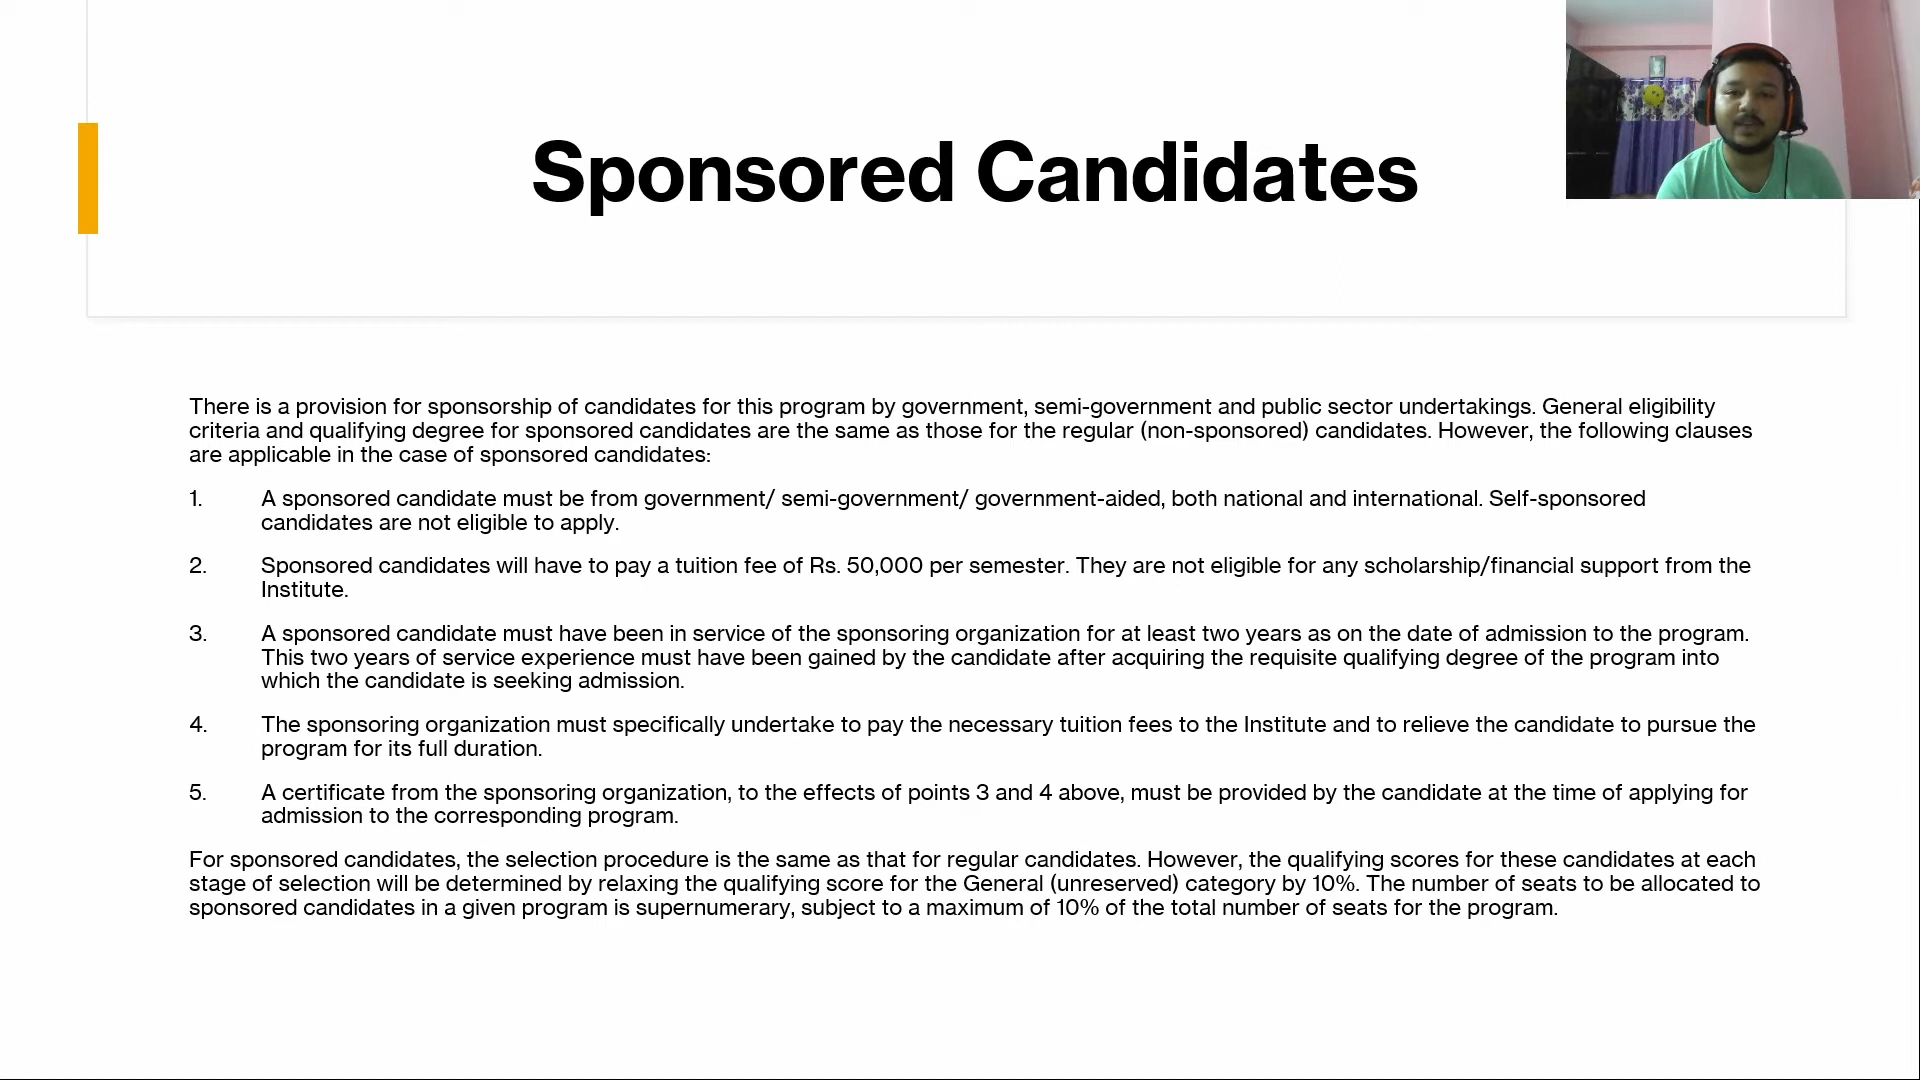 Sponsored Candidates
There is a provision for sponsorship of candidates for this program by government, semi-government and public sector undertakings. General eligibility
criteria and qualifying degree for sponsored candidates are the same as those for the regular (non-sponsored) candidates. However, the following clauses
are applicable in the case of sponsored candidates:
1. A sponsored candidate must be from government/ semi-government/ government-aided, both national and international. Self-sponsored
candidates are not eligible to apply.
2. Sponsored candidates will have to pay a tuition fee of Rs. 50,000 per semester. They are not eligible for any scholarship/financial support from the
Institute.
3. A sponsored candidate must have been in service of the sponsoring organization for at least two years as on the date of admission to the program.
This two years of service experience must have been gained by the candidate after acquiring the requisite qualifying degree of the program into
which the candidate is seeking admission.
4. The sponsoring organization must specifically undertake to pay the necessary tuition fees to the Institute and to relieve the candidate to pursue the
program for its full duration.
5. A certificate from the sponsoring organization, to the effects of points 3 and 4 above, must be provided by the candidate at the time of applying for
admission to the corresponding program.
For sponsored candidates, the selection procedure is the same as that for regular candidates. However, the qualifying scores for these candidates at each
stage of selection will be determined by relaxing the qualifying score for the General (unreserved) category by 10%. The number of seats to be allocated to
sponsored candidates in a given program is supernumerary, subject to a maximum of 10% of the total number of seats for the program.